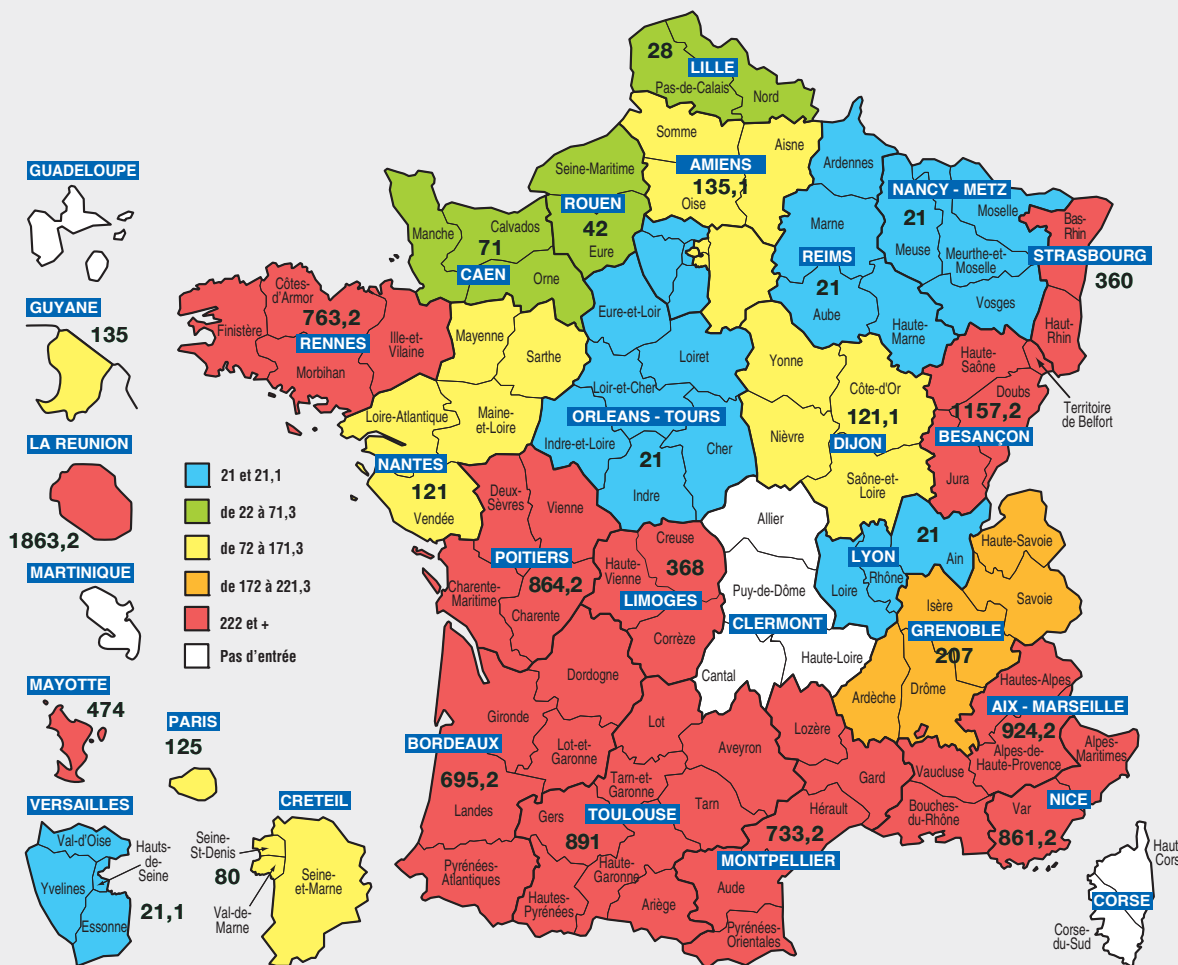 28
LILLE
Pas-de-Calais
Nord
Somme
Aisne
AMIENS
135,1
Oise
Seine-Maritime
ROUEN
42
Eure
Manche
Calvados
71
CAEN
Orne
Ardennes
Marne
REIMS
21
Aube
Haute-
Marne
NANCY - METZ
21
Moselle
Meuse
Meurthe-et-
Moselle
Vosges
Bas-
Rhin
STRASBOURG
360
Haut-
Rhin
GUADELOUPE
GUYANE
135
LA REUNION
1863,2
MARTINIQUE
MAYOTTE
474
PARIS
125
VERSAILLES
Val-d'Oise
Hauts-
de-
Seine
Yvelines
Essonne
21,1
CRETEIL
Seine-
St-Denis
80
Val-de-
Marne
Seine-
et-Marne
21 et 21,1
de 22 à 71,3
de 72 à 171,3
de 172 à 221,3
222 et +
Pas d'entrée
Côtes-
d'Armor
763,2
Finistère
RENNES
Ille-et-
Vilaine
Morbihan
Mayenne
Sarthe
Loire-Atlantique
Maine-
et-Loire
NANTES
121
Vendée
Eure-et-Loir
Loiret
Loir-et-Cher
ORLEANS - TOURS
Indre-et-Loire
21
Cher
Indre
Yonne
Côte-d'Or
121,1
Nièvre
DIJON
Saône-et-
Loire
Haute-
Saône
Doubs
1157,2
BESANÇON
Jura
Territoire
de Belfort
Deux-
Sèvres
Vienne
POITIERS
864,2
Charente-
Maritime
Charente
Creuse
Haute-
Vienne
368
LIMOGES
Corrèze
Allier
Puy-de-Dôme
CLERMONT
Cantal
Haute-Loire
LYON
21
Ain
Rhône
Loire
Haute-Savoie
Savoie
Isère
GRENOBLE
207
Ardèche
Drôme
Dordogne
Gironde
BORDEAUX
Lot-et-
Garonne
695,2
Landes
Pyrénées-
Atlantiques
Lot
Aveyron
Tarn-et-
Garonne
TOULOUSE
Tarn
Gers
891
Haute-
Garonne
Hautes-
Pyrénées
Ariège
Lozère
Gard
Hérault
733,2
MONTPELLIER
Aude
Pyrénées-
Orientales
Hautes-Alpes
AIX - MARSEILLE
924,2
Alpes-de-
Haute-Provence
Vaucluse
Bouches-
du-Rhône
Alpes-
Maritimes
NICE
Var
861,2
Haut
Cors
CORSE
Corse-
du-Sud